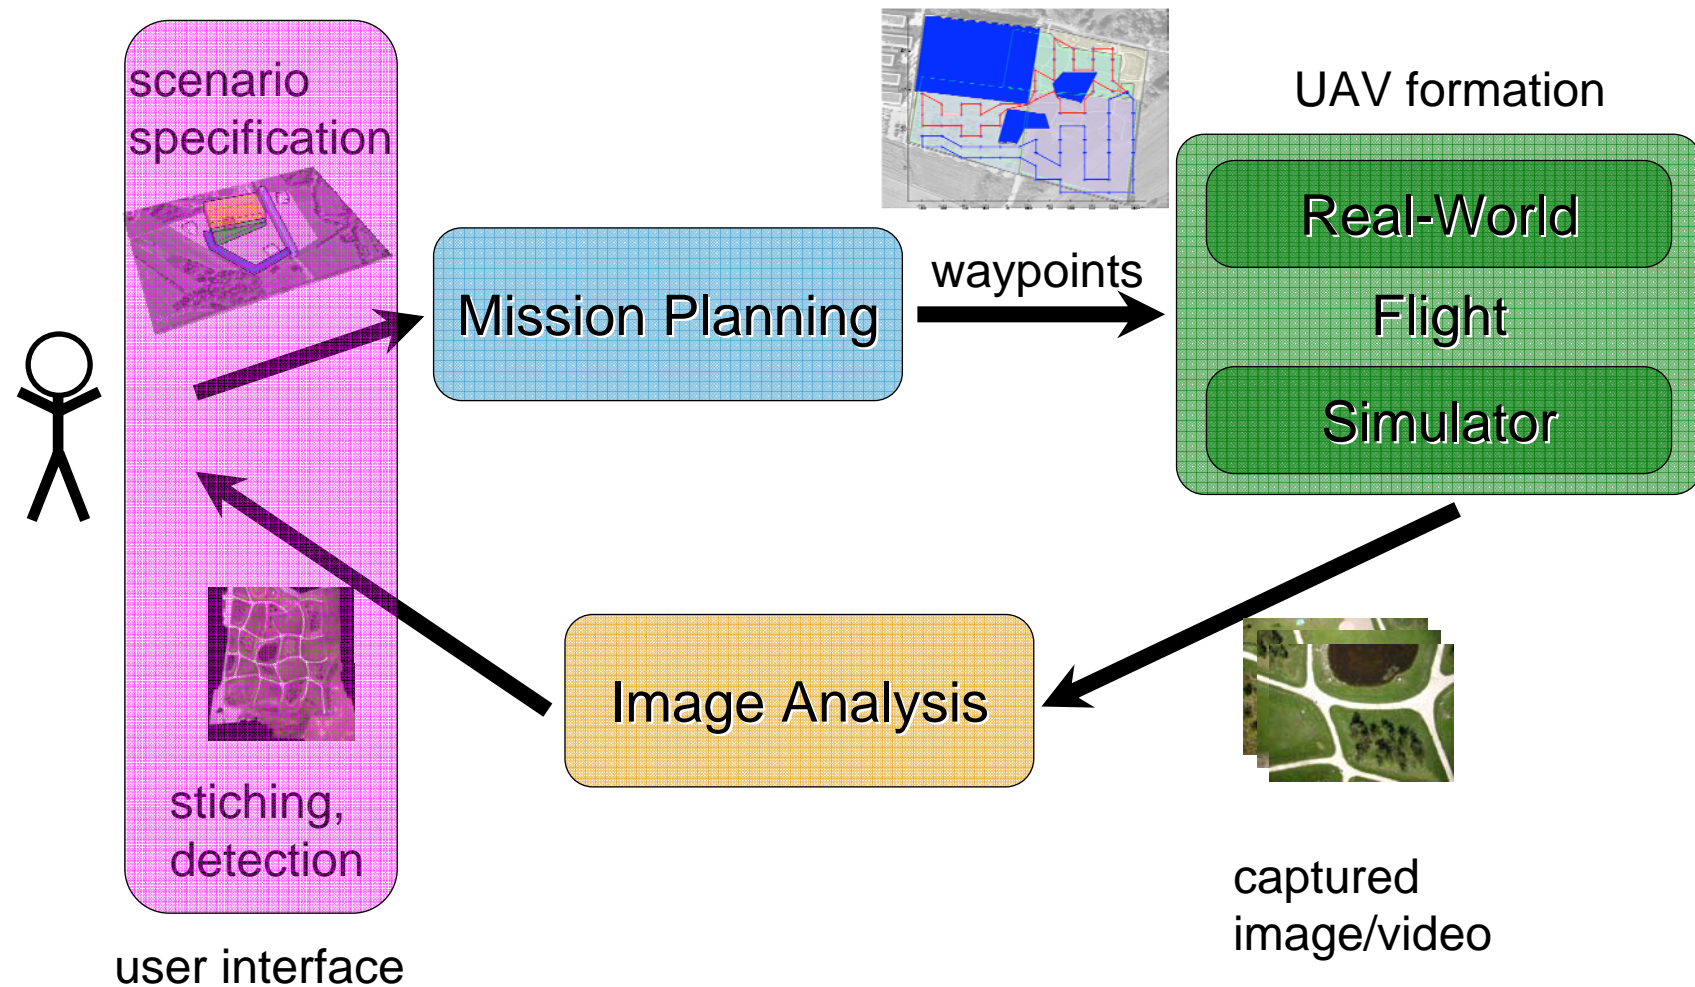 scenario
specification
UAV formation
Real-World
waypoints
Mission Planning
Flight
Simulator
Image Analysis
stiching,
detection
captured
image/video
user interface